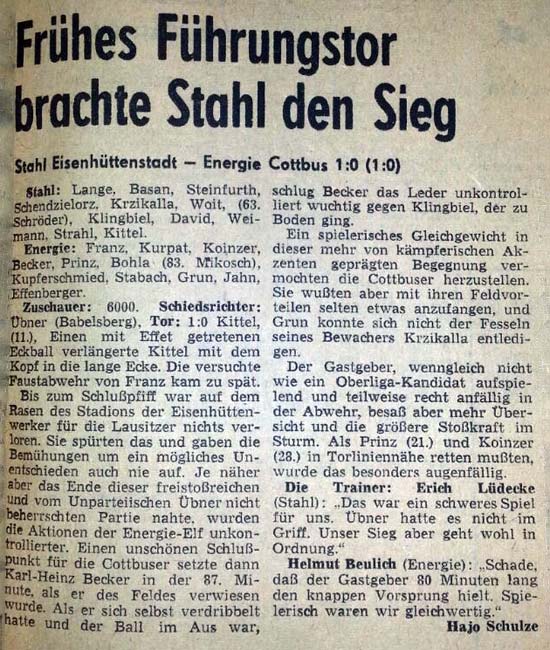 Frühes Führungstor
brachte Stahl den Sieg
Stahl Eisenhüttenstadt — Energie Cottbus 1:0 (1:0)
Stahl: Lange, Basan, Steinfurth,
Schendzielorz, Krzikalla, Woit, (63.
Schröder), Klingbiel, David, Wei-
mann, Strahl, Kittel.
Energie: Franz, Kurpat, Koinzer,
Becker, Prinz, Bohla (83. Mikosch),
Kupferschmied, Stabach, Grun, Jahn,
Effenberger.
Zuschauer: 6000. Schiedsrichter:
Übner (Babelsberg), Tor: 1:0 Kittel,
(11.), Einen mit Effet getretenen
Eckball verlängerte Kittel mit dem
Kopf in die lange Ecke. Die versuchte
Faustabwehr von Franz kam zu spät.
Bis zum Schlußpfiff war auf dem
Rasen des Stadions der Eisenhütten-
werker für die Lausitzer nichts ver-
loren. Sie spürten das und gaben die
Bemühungen um ein mögliches Un-
entschieden auch nie auf. Je näher
aber das Ende dieser freistoßreichen
und vom Unparteiischen Übner nicht
beherrschten Partie nahte, wurden
die Aktionen der Energie-Elf unkon-
trollierter. Einen unschönen Schluß-
punkt für die Cottbuser setzte dann
Karl-Heinz Becker in der 87. Mi-
nute, als er des Feldes verwiesen
wurde. Als er sich selbst verdribbelt
hatte und der Ball im Aus war,
schlug Becker das Leder unkontrol-
liert wuchtig gegen Klingbiel, der zu
Boden ging.
Ein spielerisches Gleichgewicht in
dieser mehr von kämpferischen Ak-
zenten geprägten Begegnung ver-
mochten die Cottbuser herzustellen.
Sie wußten aber mit ihren Feldvor-
teilen selten etwas anzufangen, und
Grun konnte sich nicht der Fesseln
seines Bewachers Krzikalla entledi-
gen.
Der Gastgeber, wenngleich nicht
wie ein Oberliga-Kandidat aufspie-
lend und teilweise recht anfällig in
der Abwehr, besaß aber mehr Über-
sicht und die größere Stoßkraft im
Sturm. Als Prinz (21.) und Koinzer
(28.) in Torliniennähe retten mußten,
wurde das besonders augenfällig.
Die Trainer: Erich Lüdecke
(Stahl): „Das war ein schweres Spiel
für uns. Übner hatte es nicht im
Griff. Unser Sieg aber geht wohl in
Ordnung.“
Helmut Beulich (Energie): „Schade,
daß der Gastgeber 80 Minuten lang
den knappen Vorsprung hielt. Spie-
lerisch waren wir gleichwertig.“
Hajo Schulze